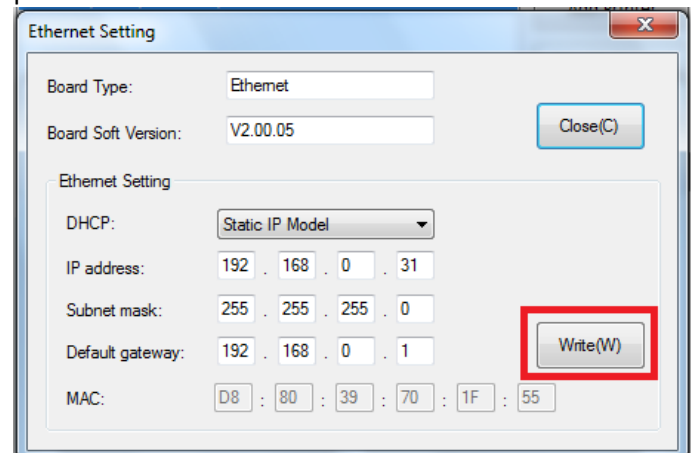 Ethernet Setting
Board Type: Ethernet
Board Soft Version: V2.00.05
Close(C)
Ethernet Setting
DHCP: Static IP Model
IP address: 192 . 168 . 0 . 31
Subnet mask: 255 . 255 . 255 . 0
Default gateway: 192 . 168 . 0 . 1
Write(W)
MAC: D8 : 80 : 39 : 70 : 1F : 55